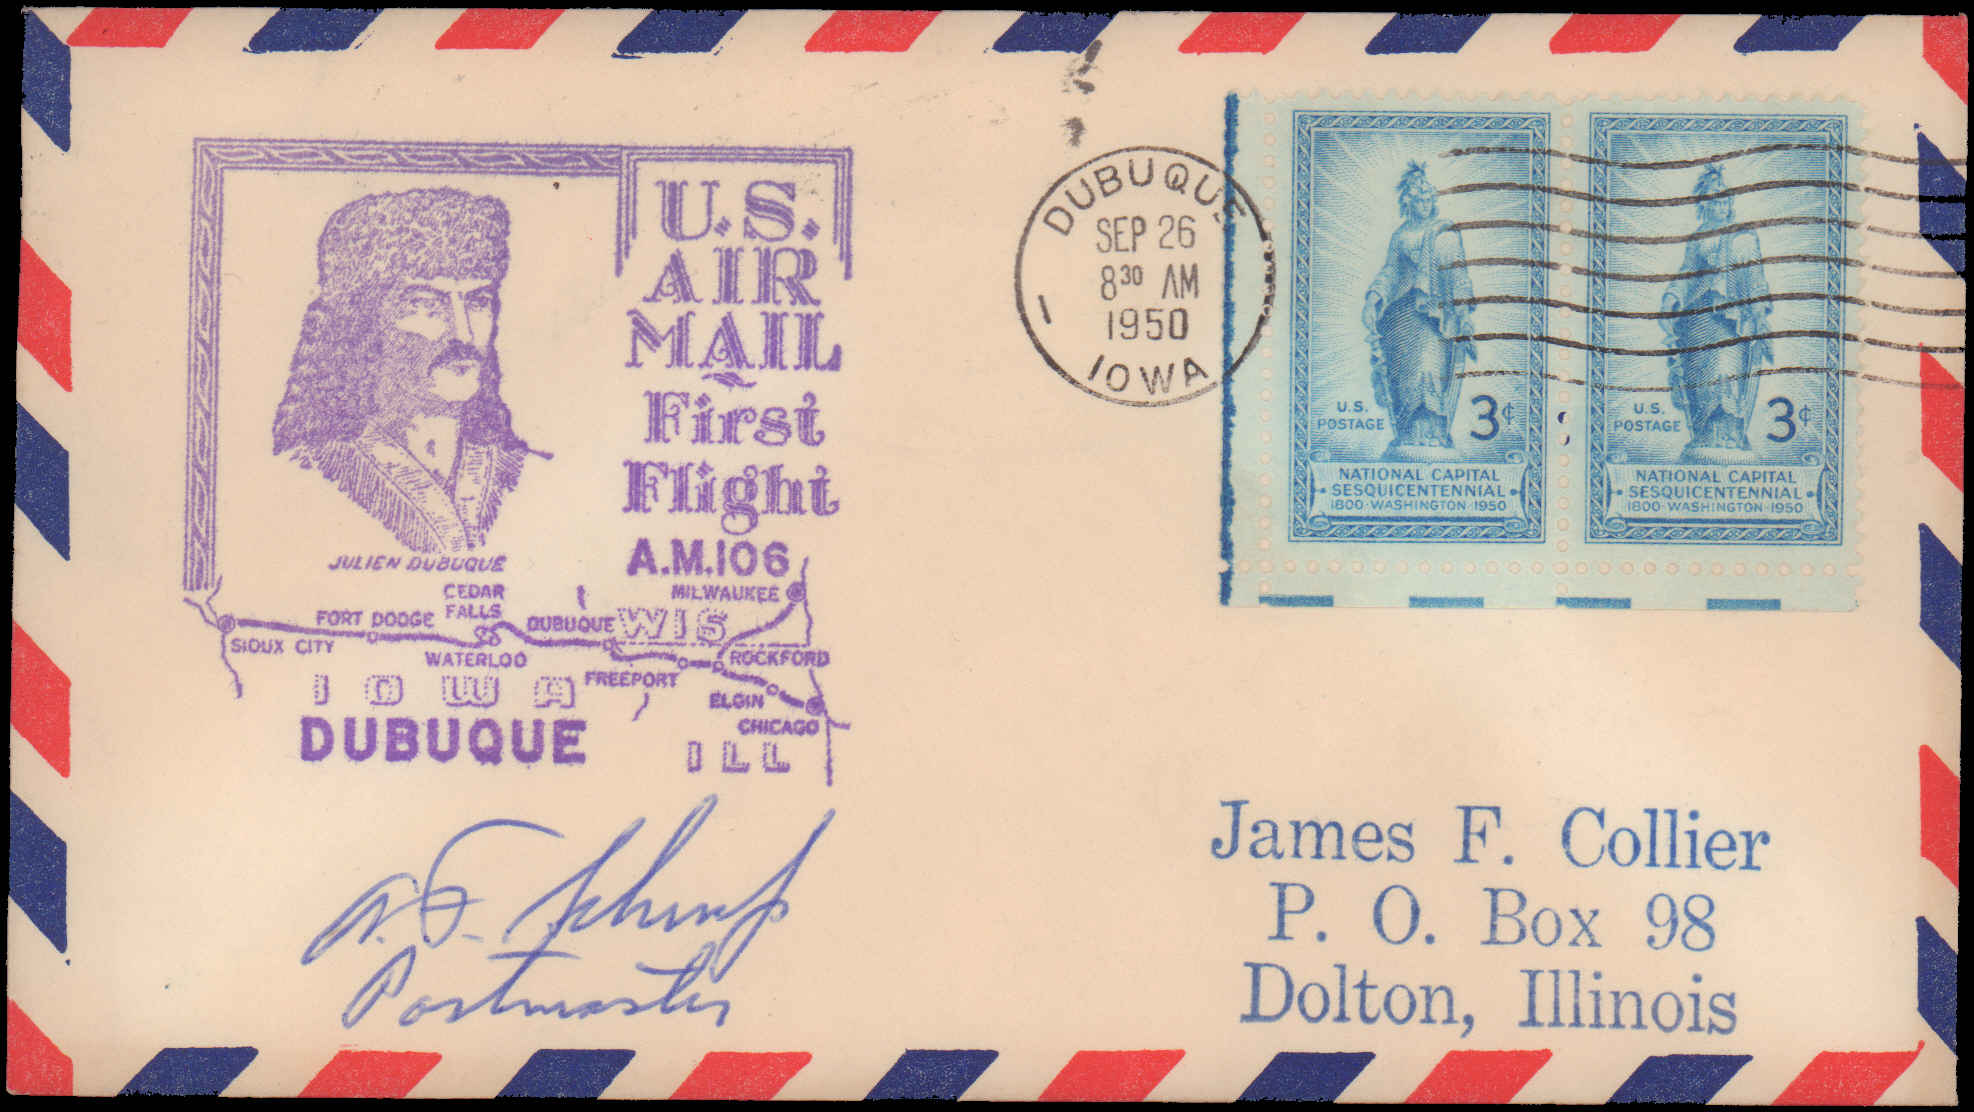 U.S.
AIR
MAIL
First
Flight
A.M.106
JULIEN DUBUQUE
CEDAR
FALLS
FORT DODGE
DUBUQUE
MILWAUKEE
WIS
SIOUX CITY
WATERLOO
ROCKFORD
FREEPORT
ELGIN
CHICAGO
IOWA
ILL
DUBUQUE
DUBUQUE
SEP 26
8 30 AM
1950
1
IOWA
U.S.
POSTAGE 3¢
NATIONAL CAPITAL
SESQUICENTENNIAL
1800·WASHINGTON·1950
U.S.
POSTAGE 3¢
NATIONAL CAPITAL
SESQUICENTENNIAL
1800·WASHINGTON·1950
Postmaster
James F. Collier
P. O. Box 98
Dolton, Illinois